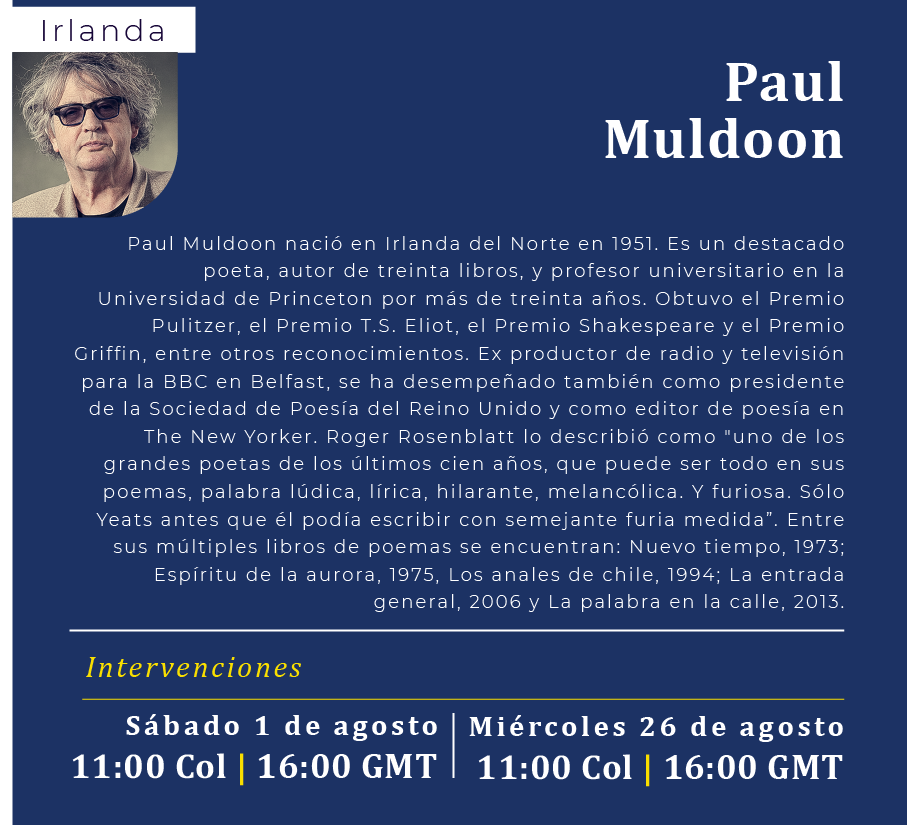 Irlanda
Paul
Muldoon
Paul Muldoon nació en Irlanda del Norte en 1951. Es un destacado
poeta, autor de treinta libros, y profesor universitario en la
Universidad de Princeton por más de treinta años. Obtuvo el Premio
Pulitzer, el Premio T.S. Eliot, el Premio Shakespeare y el Premio
Griffin, entre otros reconocimientos. Ex productor de radio y televisión
para la BBC en Belfast, se ha desempeñado también como presidente
de la Sociedad de Poesía del Reino Unido y como editor de poesía en
The New Yorker. Roger Rosenblatt lo describió como "uno de los
grandes poetas de los últimos cien años, que puede ser todo en sus
poemas, palabra lúdica, lírica, hilarante, melancólica. Y furiosa. Sólo
Yeats antes que él podía escribir con semejante furia medida”. Entre
sus múltiples libros de poemas se encuentran: Nuevo tiempo, 1973;
Espíritu de la aurora, 1975, Los anales de chile, 1994; La entrada
general, 2006 y La palabra en la calle, 2013.
Intervenciones
Sábado 1 de agosto
11:00 Col | 16:00 GMT
Miércoles 26 de agosto
11:00 Col | 16:00 GMT